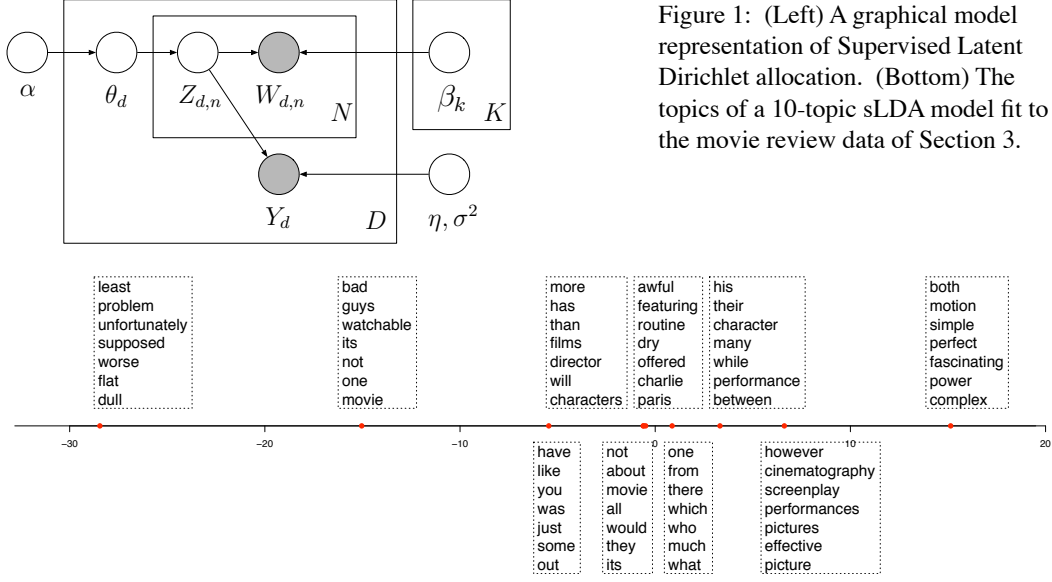 α
θ_d
Z_{d,n}
W_{d,n}
N
β_k
K
Y_d
D
η, σ²
Figure 1: (Left) A graphical model
representation of Supervised Latent
Dirichlet allocation. (Bottom) The
topics of a 10-topic sLDA model fit to
the movie review data of Section 3.
least
problem
unfortunately
supposed
worse
flat
dull
bad
guys
watchable
its
not
one
movie
more
has
than
films
director
will
characters
awful
featuring
routine
dry
offered
charlie
paris
his
their
character
many
while
performance
between
both
motion
simple
perfect
fascinating
power
complex
−30
−20
−10
0
10
20
have
like
you
was
just
some
out
not
about
movie
all
would
they
its
one
from
there
which
who
much
what
however
cinematography
screenplay
performances
pictures
effective
picture